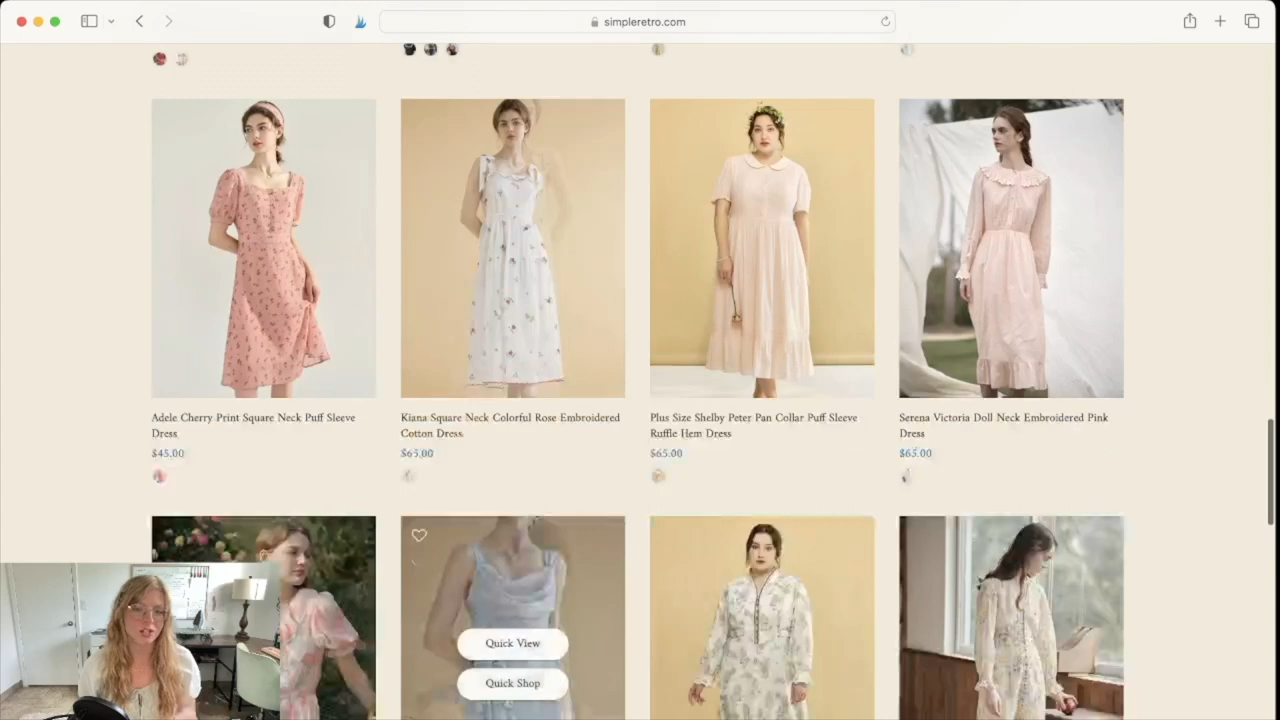 simpleretro.com
Adele Cherry Print Square Neck Puff Sleeve
Dress
$45.00
Kiana Square Neck Colorful Rose Embroidered
Cotton Dress
$63.00
Plus Size Shelby Peter Pan Collar Puff Sleeve
Ruffle Hem Dress
$65.00
Serena Victoria Doll Neck Embroidered Pink
Dress
$65.00
Quick View
Quick Shop